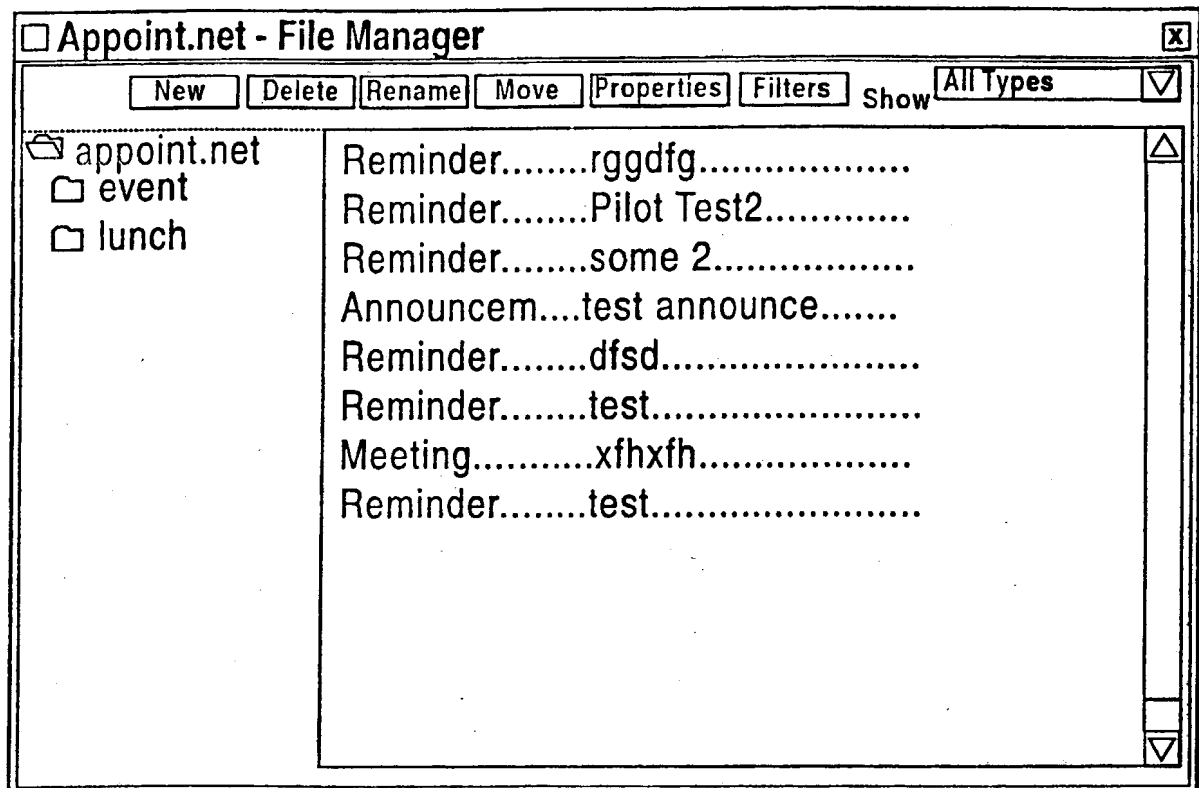 Appoint.net - File Manager
New Delete Rename Move Properties Filters Show All Types
appoint.net
event
lunch
Reminder........rggdfg...................
Reminder........Pilot Test2.............
Reminder........some 2..................
Announcem....test announce.......
Reminder........dfsd.......................
Reminder........test........................
Meeting...........xfhxfh...................
Reminder........test........................